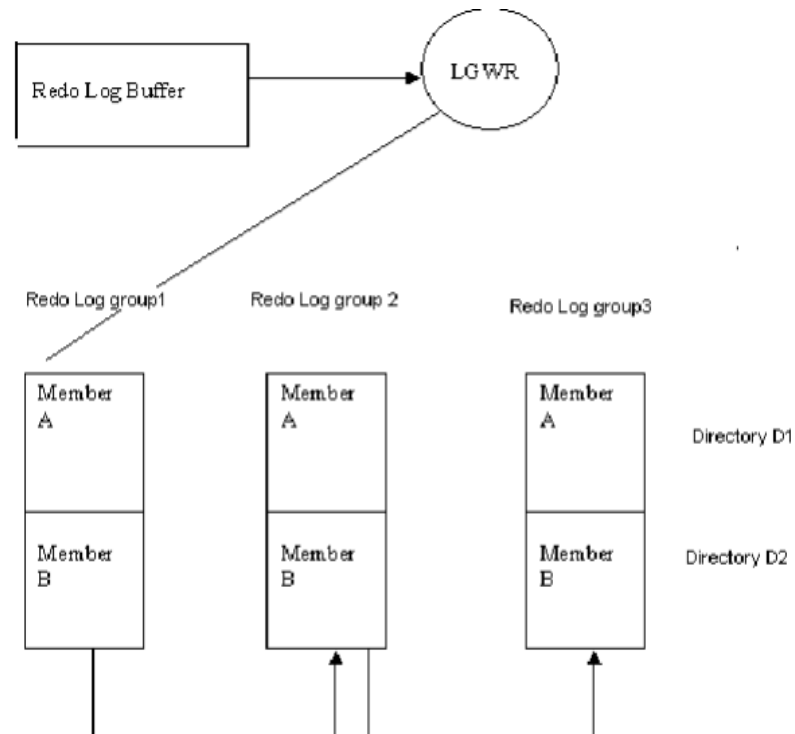 LGWR
Redo Log Buffer
Redo Log group1
Redo Log group 2
Redo Log group3
Member
A
Member
A
Member
A
Directory D1
Member
B
Member
B
Member
B
Directory D2